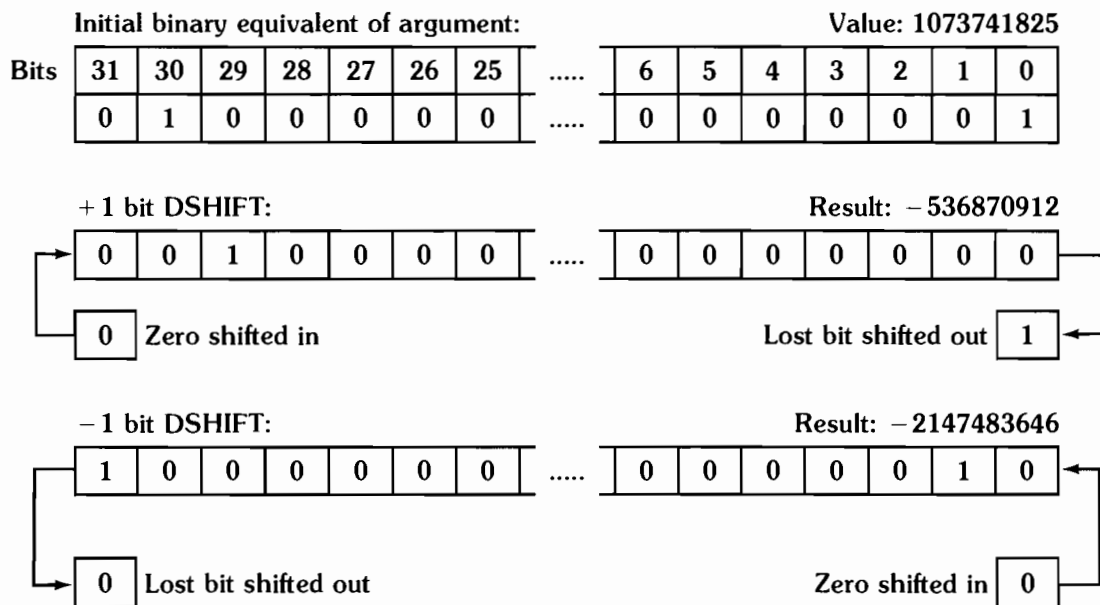 Initial binary equivalent of argument: Value: 1073741825
Bits 31 30 29 28 27 26 25 ..... 6 5 4 3 2 1 0
0 1 0 0 0 0 0 ..... 0 0 0 0 0 0 1
+1 bit DSHIFT: Result: −536870912
0 0 1 0 0 0 0 ..... 0 0 0 0 0 0 0
0 Zero shifted in Lost bit shifted out 1
−1 bit DSHIFT: Result: −2147483646
1 0 0 0 0 0 0 ..... 0 0 0 0 0 1 0
0 Lost bit shifted out Zero shifted in 0